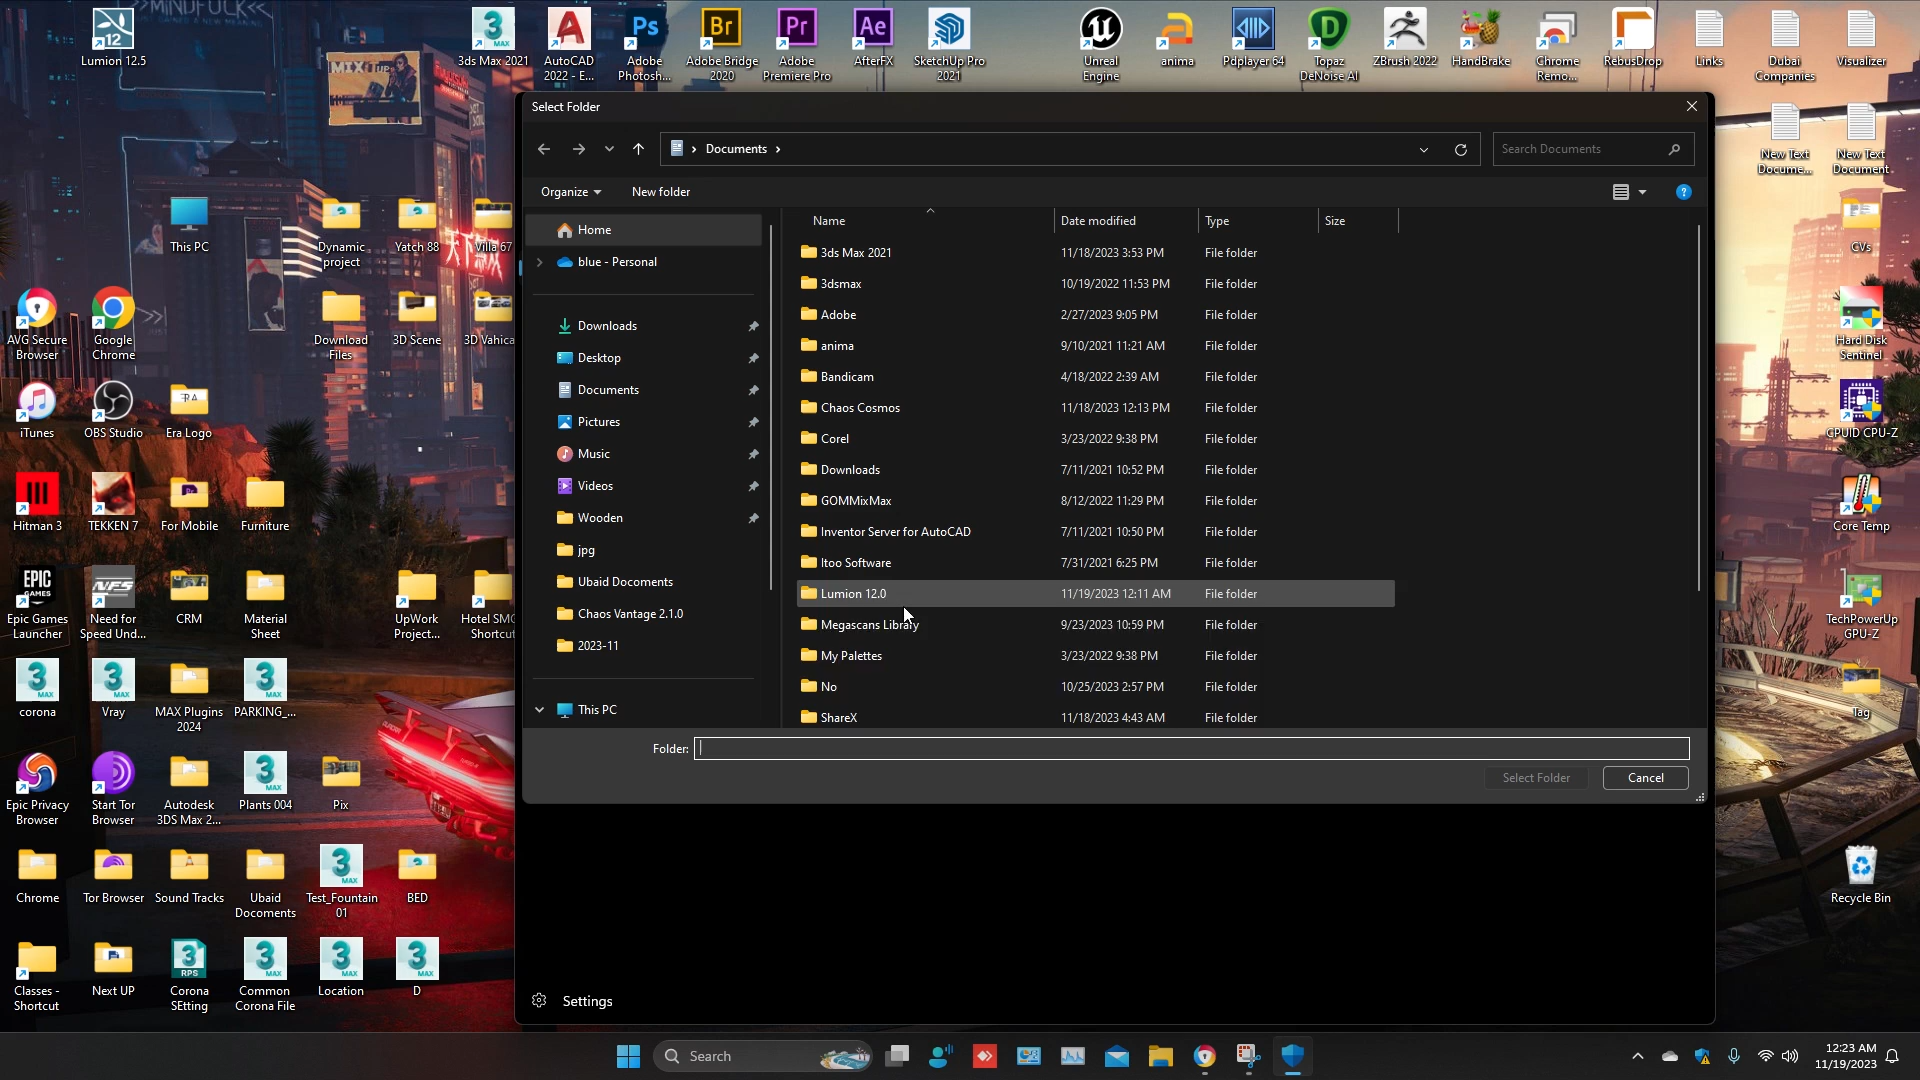 MINDFUCK
12
Lumion 12.5
3ds Max 2021
AutoCAD
2022 - E...
Adobe
Photosh...
Adobe Bridge
2020
Adobe
Premiere Pro
AfterFX
SketchUp Pro
2021
Unreal
Engine
anima
Pdplayer 64
Topaz
DeNoise AI
ZBrush 2022
HandBrake
Chrome
Remo...
RebusDrop
Links
Dubai
Companies
Visualizer
MIXT UP
Select Folder
Documents
Search Documents
New Text
Docume...
New Text
Document
Organize
New folder
Name
Date modified
Type
Size
Home
blue - Personal
Downloads
Desktop
Documents
Pictures
Music
Videos
Wooden
jpg
Ubaid Docoments
Chaos Vantage 2.1.0
2023-11
This PC
3ds Max 2021 11/18/2023 3:53 PM File folder
3dsmax 10/19/2022 11:53 PM File folder
Adobe 2/27/2023 9:05 PM File folder
anima 9/10/2021 11:21 AM File folder
Bandicam 4/18/2022 2:39 AM File folder
Chaos Cosmos 11/18/2023 12:13 PM File folder
Corel 3/23/2022 9:38 PM File folder
Downloads 7/11/2021 10:52 PM File folder
GOMMixMax 8/12/2022 11:29 PM File folder
Inventor Server for AutoCAD 7/11/2021 10:50 PM File folder
Itoo Software 7/31/2021 6:25 PM File folder
Lumion 12.0 11/19/2023 12:11 AM File folder
Megascans Library 9/23/2023 10:59 PM File folder
My Palettes 3/23/2022 9:38 PM File folder
No 10/25/2023 2:57 PM File folder
ShareX 11/18/2023 4:43 AM File folder
Folder:
Select Folder
Cancel
Settings
This PC
Dynamic
project
Yatch 88
Villa 67
AVG Secure
Browser
Google
Chrome
Download
Files
3D Scene
3D Vahica
iTunes
OBS Studio
Era Logo
Hitman 3
TEKKEN 7
For Mobile
Furniture
Epic Games
Launcher
Need for
Speed Und...
CRM
Material
Sheet
UpWork
Project...
Hotel SMC
Shortcut
corona
Vray
MAX Plugins
2024
PARKING_...
Epic Privacy
Browser
Start Tor
Browser
Autodesk
3DS Max 2...
Plants 004
Pix
Chrome
Tor Browser
Sound Tracks
Ubaid
Docoments
Test_Fountain
01
BED
Classes -
Shortcut
Next UP
Corona
SEtting
Common
Corona File
Location
D
CVs
Hard Disk
Sentinel
CPUID CPU-Z
Core Temp
TechPowerUp
GPU-Z
Tag
Recycle Bin
Search
12:23 AM
11/19/2023